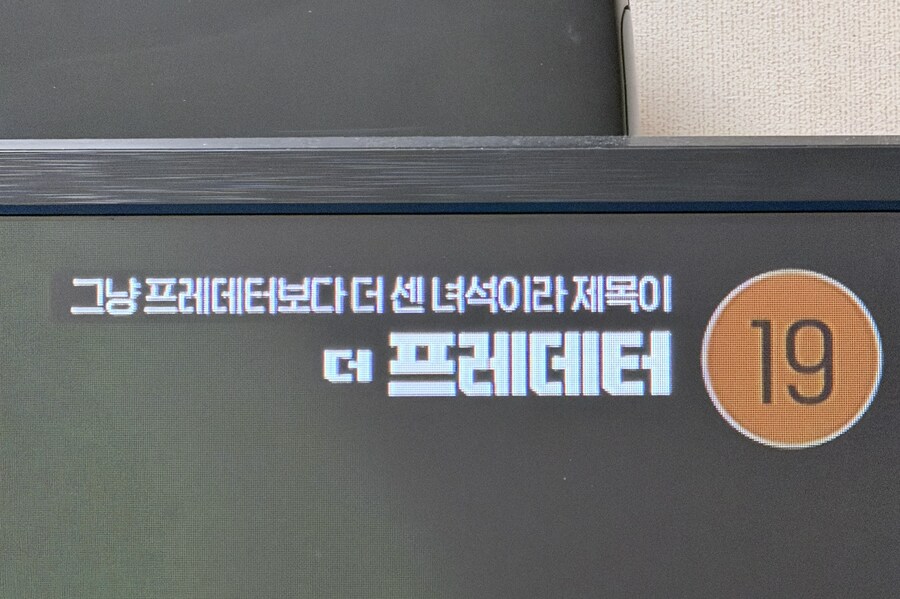 그냥 프레데터보다 더 센 녀석이라 제목이
더 프레데터
19